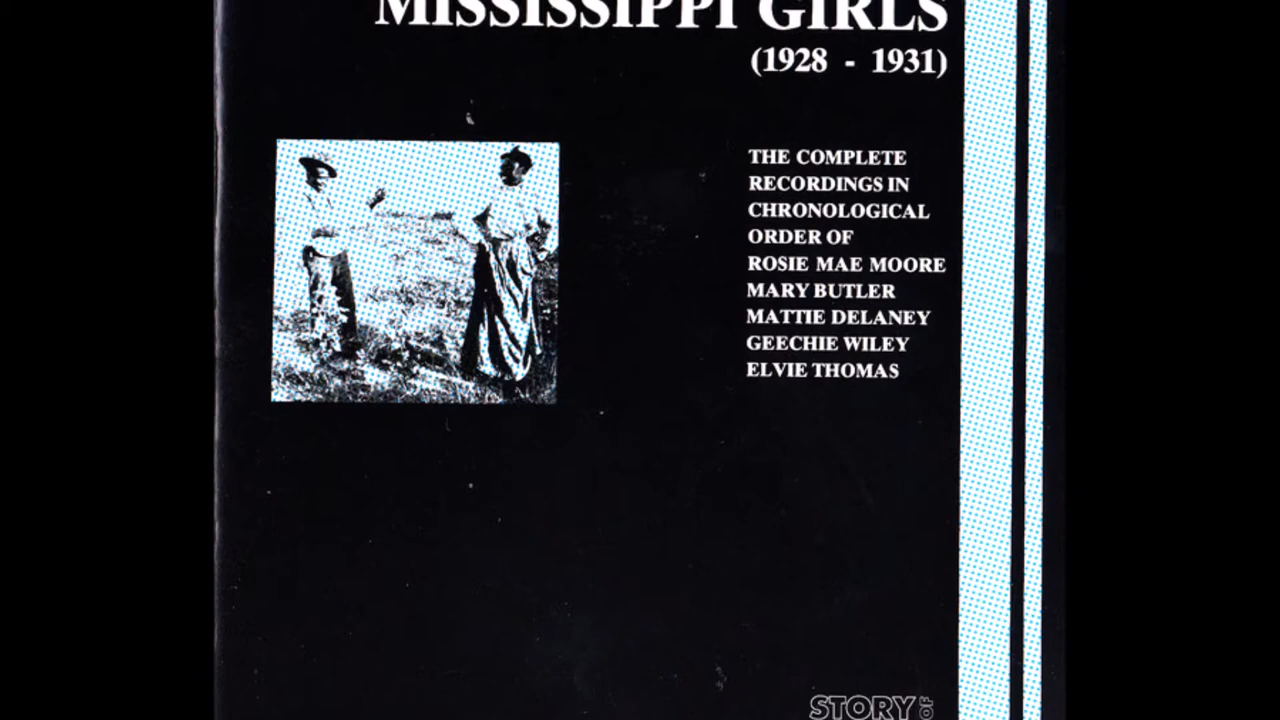 MISSISSIPPI GIRLS
(1928 - 1931)
THE COMPLETE
RECORDINGS IN
CHRONOLOGICAL
ORDER OF
ROSIE MAE MOORE
MARY BUTLER
MATTIE DELANEY
GEECHIE WILEY
ELVIE THOMAS
STORY OF